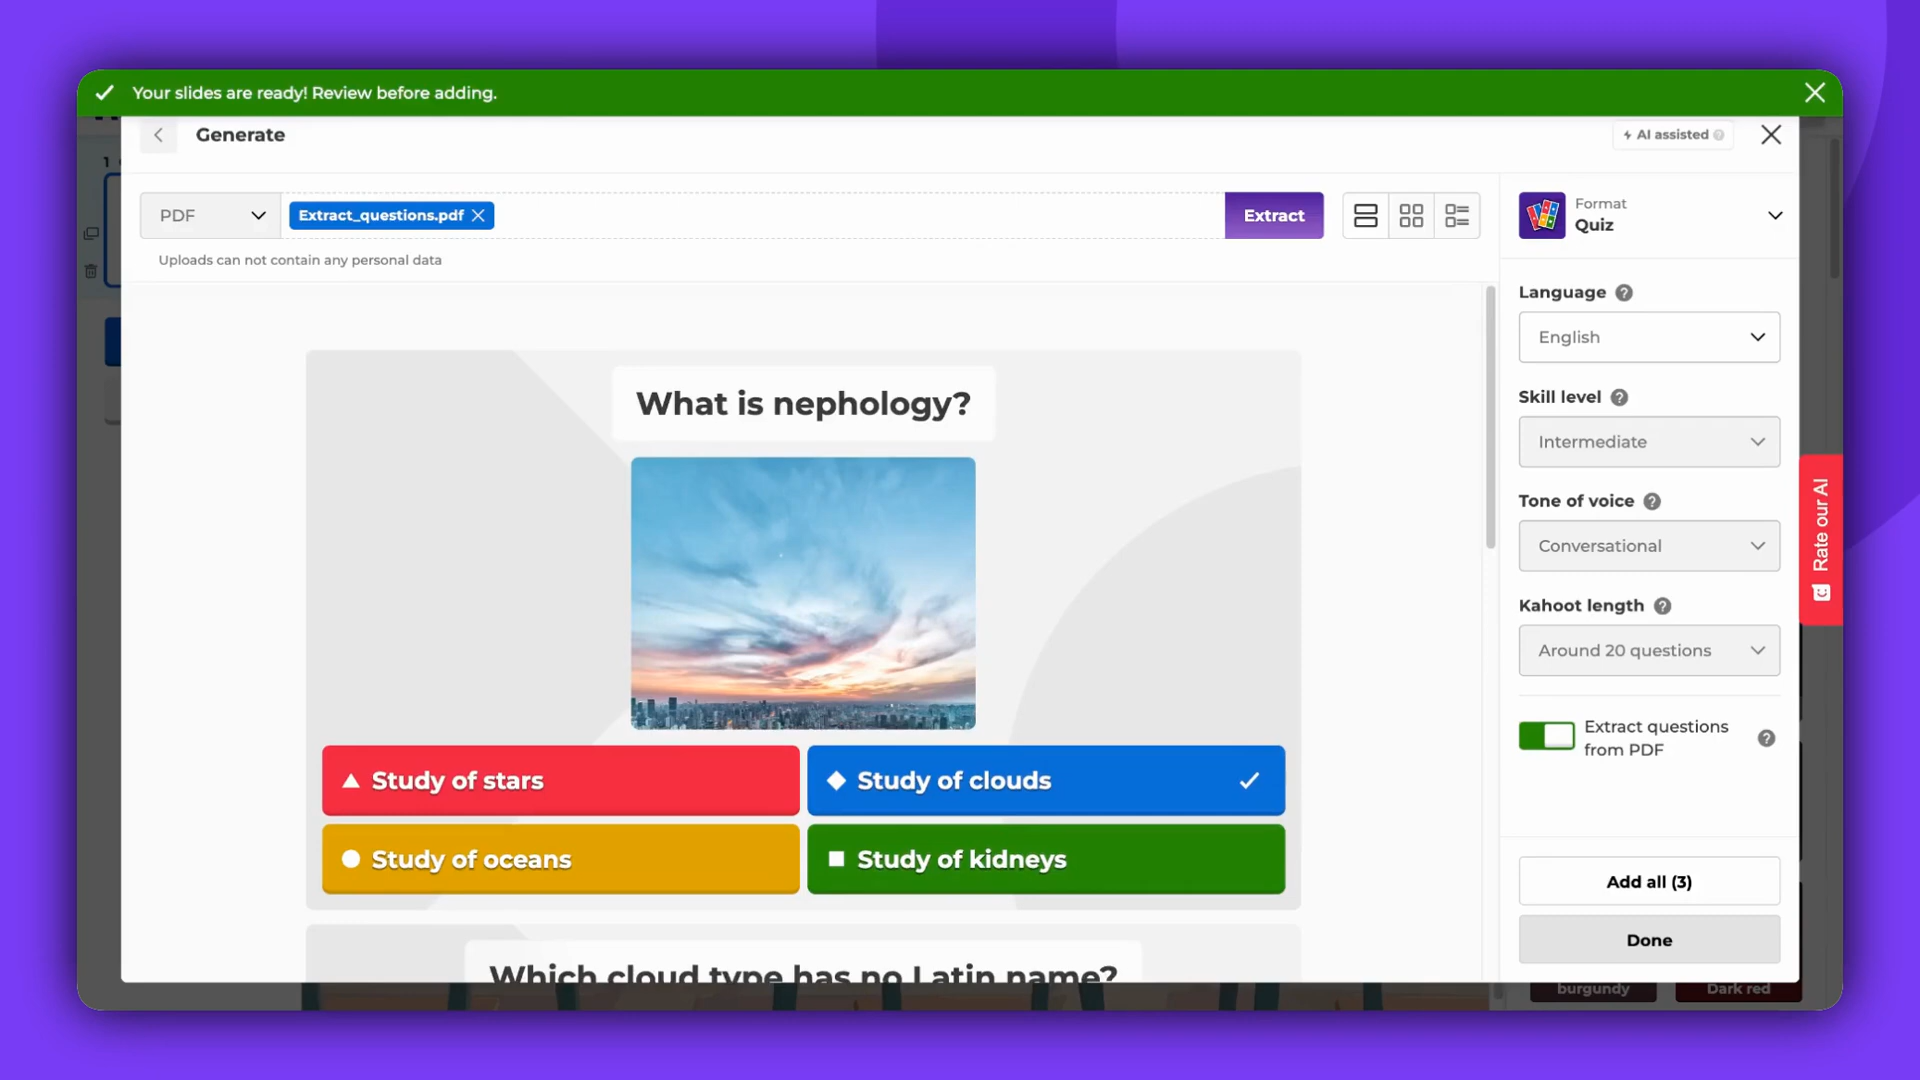 Your slides are ready! Review before adding.
1
Generate
AI assisted
PDF
Extract_questions.pdf
Extract
Uploads can not contain any personal data
Format
Quiz
Language
English
Skill level
Intermediate
Tone of voice
Conversational
Kahoot length
Around 20 questions
Extract questions
from PDF
Add all (3)
Done
What is nephology?
Study of stars
Study of clouds
Study of oceans
Study of kidneys
Which cloud type has no Latin name?
Rate our AI
burgundy
Dark red